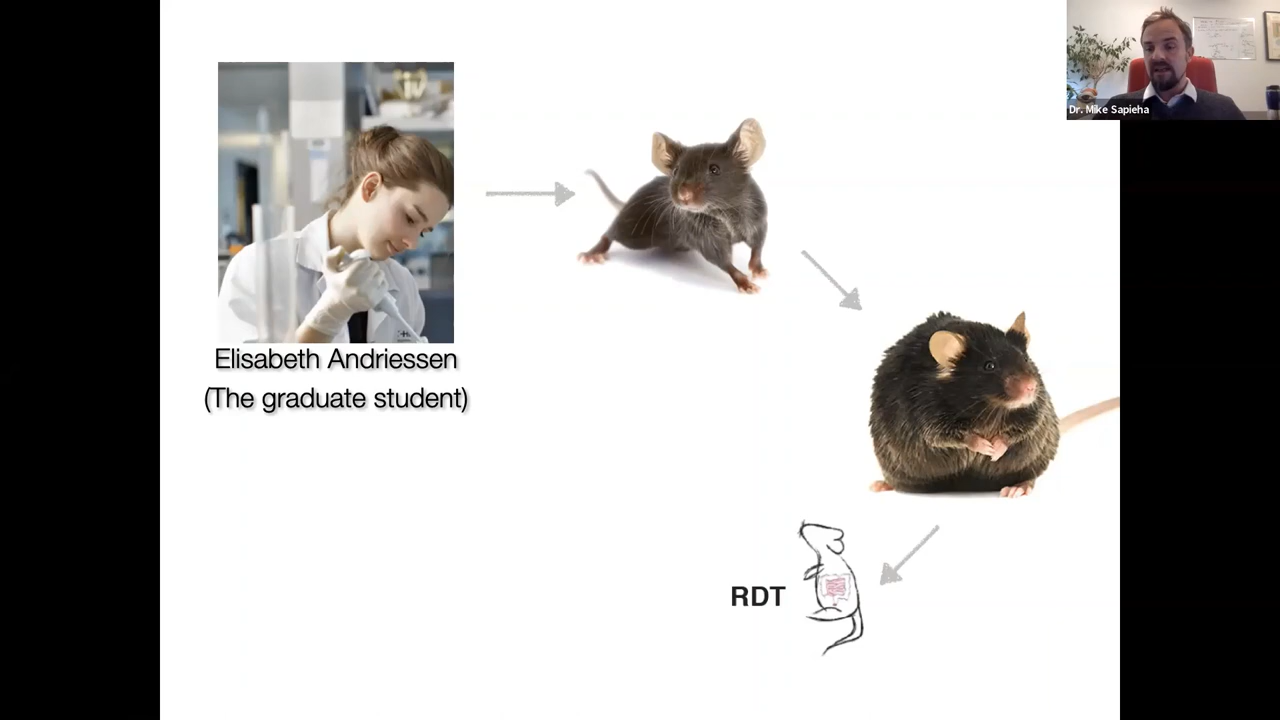 Dr. Mike Sapieha
Elisabeth Andriessen
(The graduate student)
RDT